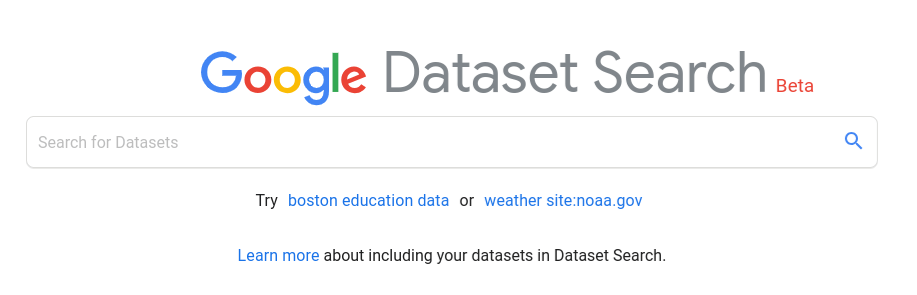 Google Dataset Search Beta
Search for Datasets
Try boston education data or weather site:noaa.gov
Learn more about including your datasets in Dataset Search.